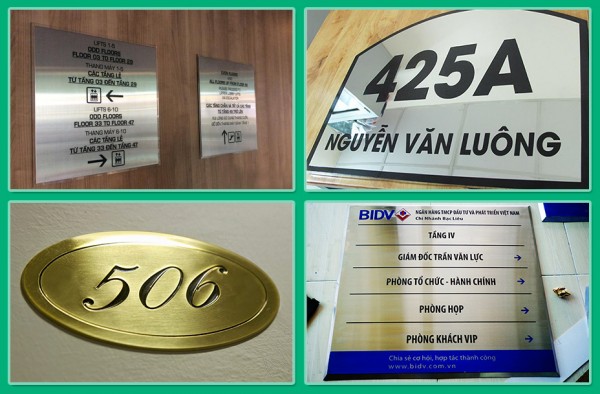 LIFTS 1-5
ODD FLOORS
FLOOR 03 TO FLOOR 29
THANG MÁY 1-5
CÁC TẦNG LẺ
TỪ TẦNG 03 ĐẾN TẦNG 29
LIFTS 6-10
ODD FLOORS
FLOOR 33 TO FLOOR 47
THANG MÁY 6-10
CÁC TẦNG LẺ
TỪ TẦNG 33 ĐẾN TẦNG 47
425A
NGUYỄN VĂN LUÔNG
506
BIDV
NGÂN HÀNG TMCP ĐẦU TƯ VÀ PHÁT TRIỂN VIỆT NAM
Chi Nhánh Bạc Liêu
TẦNG IV
GIÁM ĐỐC TRẦN VĂN LỰC
PHÒNG TỔ CHỨC - HÀNH CHÍNH
PHÒNG HỌP
PHÒNG KHÁCH VIP
Chia sẻ cơ hội, hợp tác thành công
www.bidv.com.vn